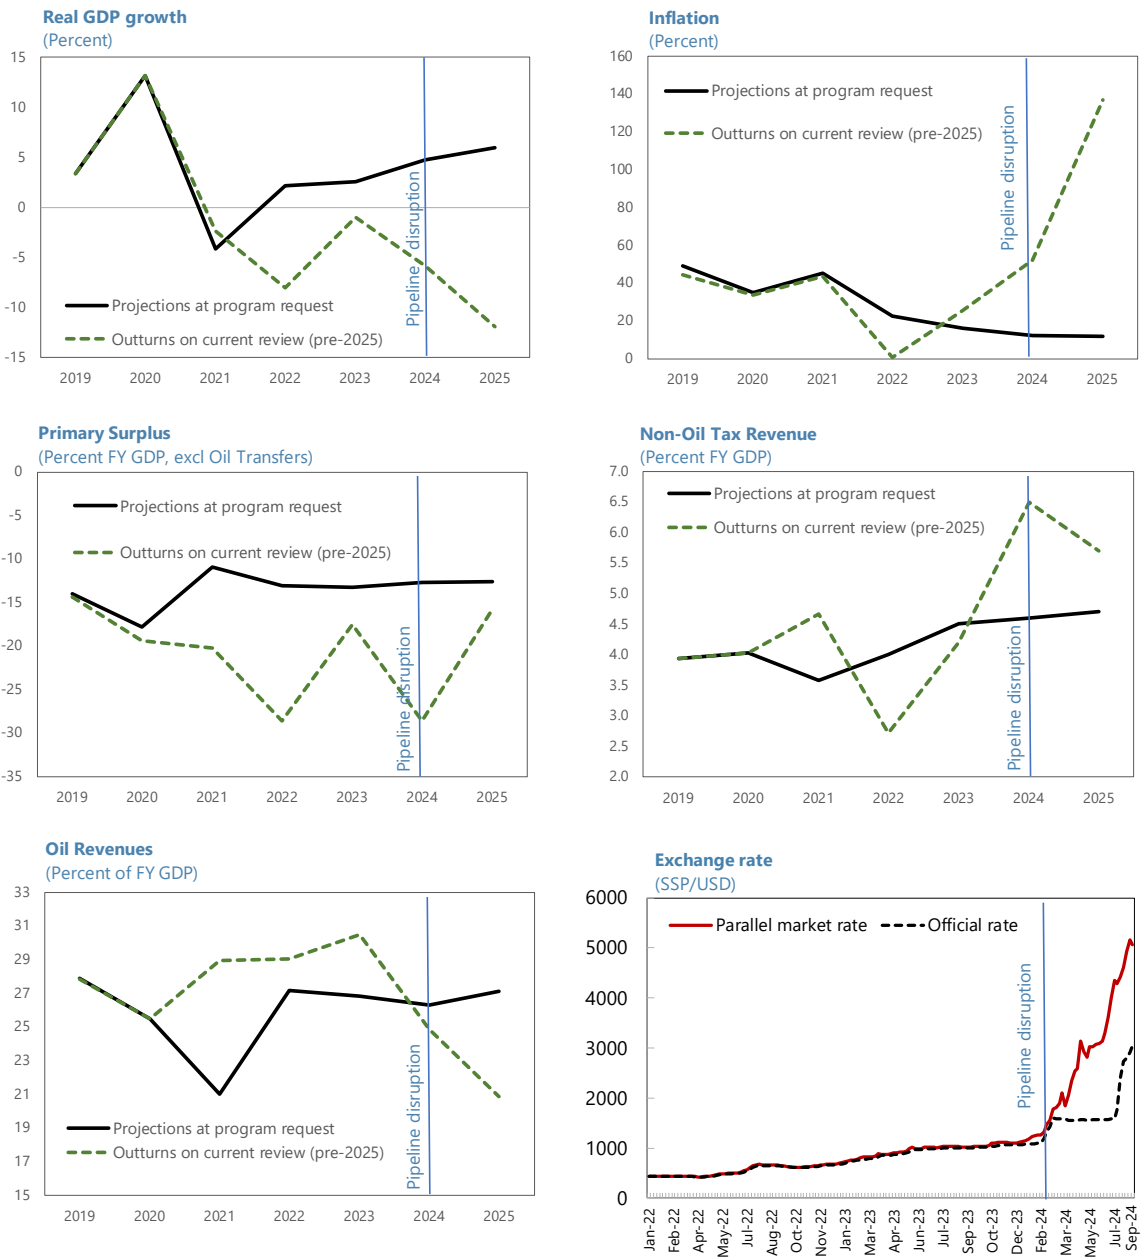 Real GDP growth
(Percent)
15
10
5
0
-5
-10
-15
Pipeline disruption
Projections at program request
Outturns on current review (pre-2025)
2019 2020 2021 2022 2023 2024 2025
Inflation
(Percent)
160
140
120
100
80
60
40
20
0
Projections at program request
Outturns on current review (pre-2025)
Pipeline disruption
2019 2020 2021 2022 2023 2024 2025
Primary Surplus
(Percent FY GDP, excl Oil Transfers)
0
-5
-10
-15
-20
-25
-30
-35
Projections at program request
Outturns on current review (pre-2025)
Pipeline disruption
2019 2020 2021 2022 2023 2024 2025
Non-Oil Tax Revenue
(Percent FY GDP)
7.0
6.5
6.0
5.5
5.0
4.5
4.0
3.5
3.0
2.5
2.0
Projections at program request
Outturns on current review (pre-2025)
Pipeline disruption
2019 2020 2021 2022 2023 2024 2025
Oil Revenues
(Percent of FY GDP)
33
31
29
27
25
23
21
19
17
15
Pipeline disruption
Projections at program request
Outturns on current review (pre-2025)
2019 2020 2021 2022 2023 2024 2025
Exchange rate
(SSP/USD)
6000
5000
4000
3000
2000
1000
0
Parallel market rate Official rate
Pipeline disruption
Jan-22 Feb-22 Apr-22 May-22 Jul-22 Aug-22 Oct-22 Nov-22 Jan-23 Mar-23 Apr-23 Jun-23 Jul-23 Sep-23 Oct-23 Dec-23 Feb-24 Mar-24 May-24 Jul-24 Sep-24